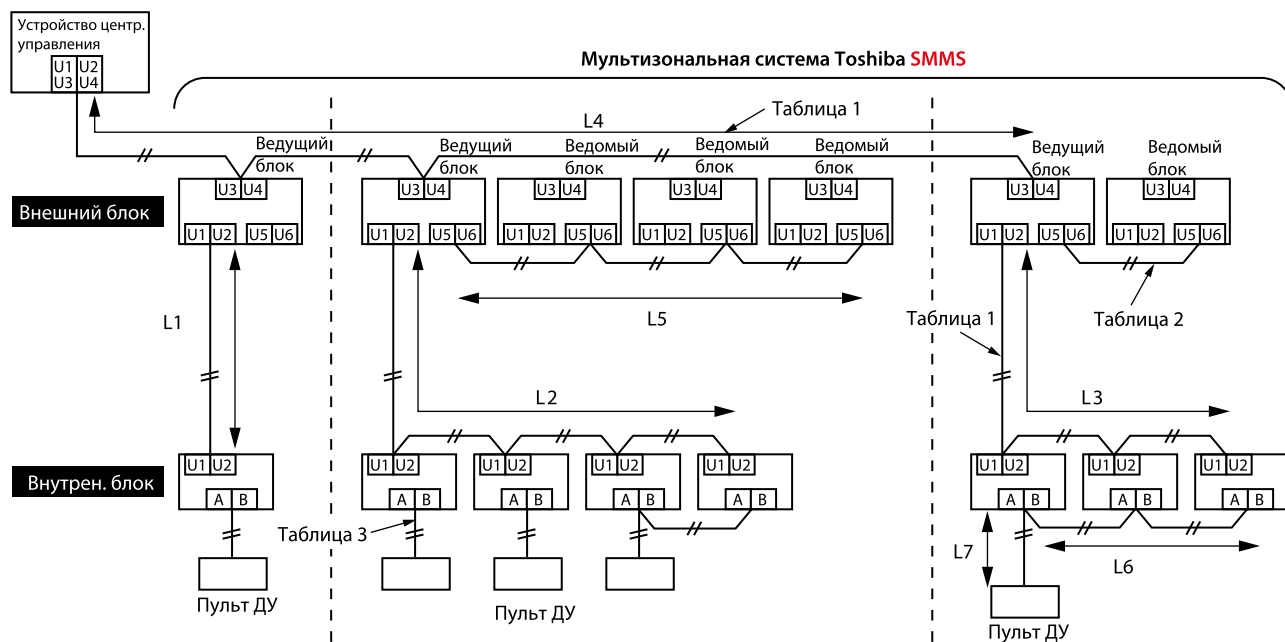 Устройство центр.
управления
U1 U2
U3 U4
Мультизональная система Toshiba SMMS
Таблица 1
L4
Ведущий
блок
Ведущий
блок
Ведомый
блок
Ведомый
блок
Ведомый
блок
Ведущий
блок
Ведомый
блок
Внешний блок
U3 U4
U3 U4
U3 U4
U3 U4
U3 U4
U3 U4
U3 U4
U1 U2 U5 U6
U1 U2 U5 U6
U1 U2 U5 U6
U1 U2 U5 U6
U1 U2 U5 U6
U1 U2 U5 U6
U1 U2 U5 U6
L1
L5
Таблица 1
Таблица 2
L2
L3
Внутрен. блок
U1 U2
U1 U2
U1 U2
U1 U2
U1 U2
U1 U2
U1 U2
U1 U2
A B
A B
A B
A B
A B
A B
A B
A B
Таблица 3
L7
L6
Пульт ДУ
Пульт ДУ
Пульт ДУ